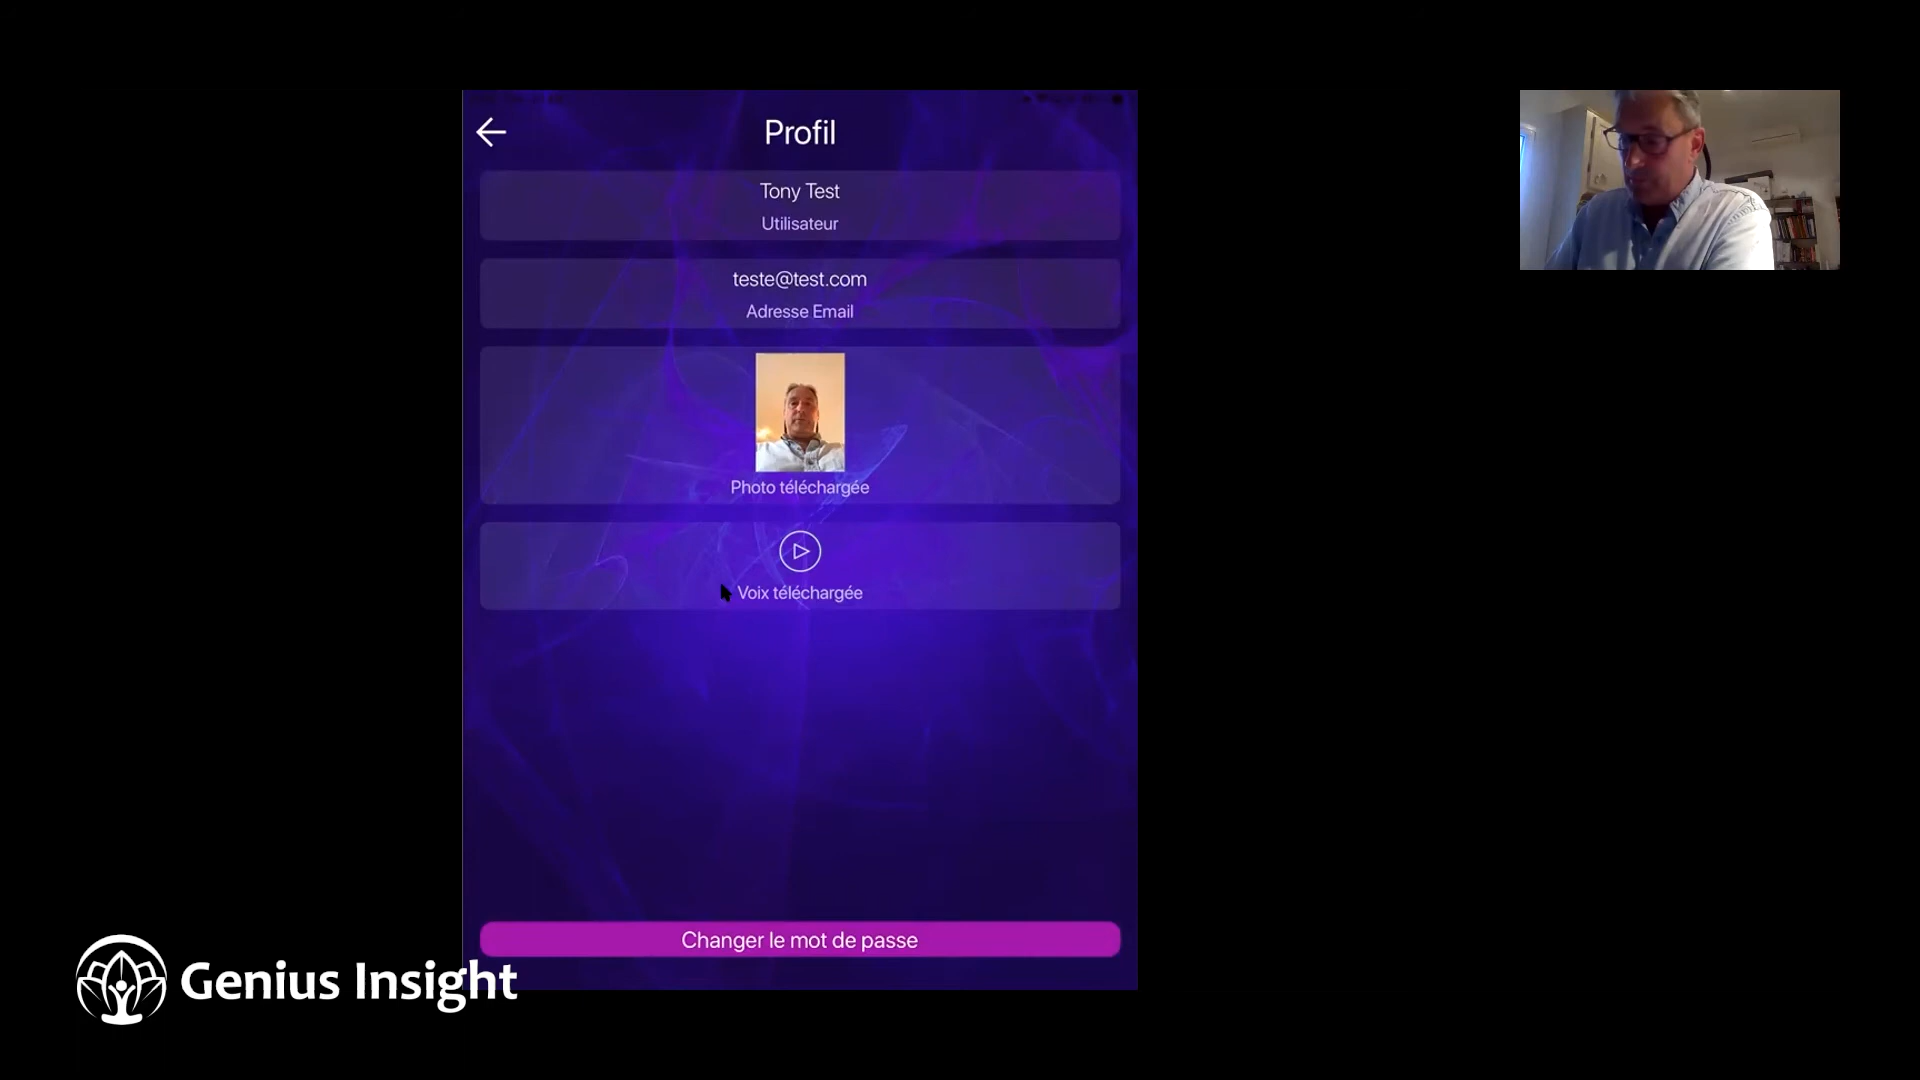 Profil
Tony Test
Utilisateur
teste@test.com
Adresse Email
Photo téléchargée
Voix téléchargée
Changer le mot de passe
Genius Insight